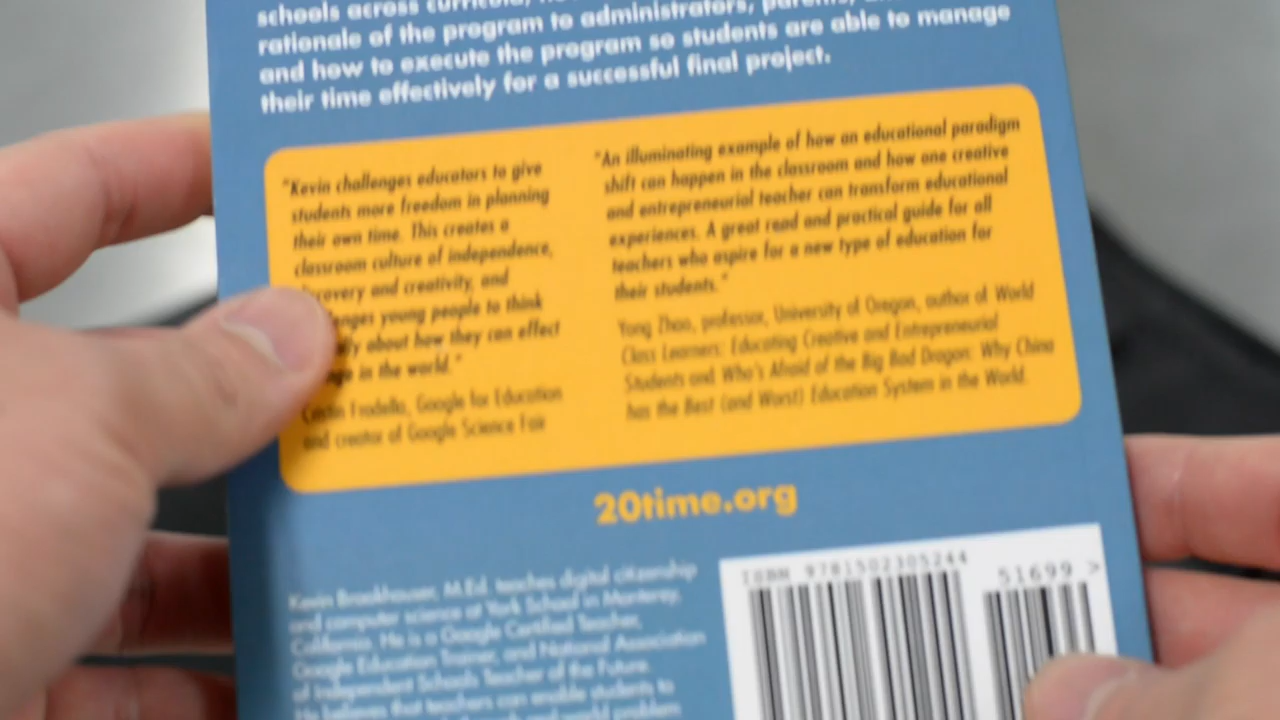 schools across curricula,
rationale of the program to administrators, parents,
and how to execute the program so students are able to manage
their time effectively for a successful final project.
"Kevin challenges educators to give
students more freedom in planning
their own time. This creates a
classroom culture of independence,
covery and creativity, and
enges young people to think
ly about how they can effect
ge in the world."
Frodella, Google for Education
and creator of Google Science Fair
"An illuminating example of how an educational paradigm
shift can happen in the classroom and how one creative
and entrepreneurial teacher can transform educational
experiences. A great read and practical guide for all
teachers who aspire for a new type of education for
their students."
Yong Zhao, professor, University of Oregon, author of World
Class Learners: Educating Creative and Entrepreneurial
Students and Who's Afraid of the Big Bad Dragon: Why China
has the Best (and Worst) Education System in the World.
20time.org
Kevin Brookhouser, M.Ed. teaches digital citizenship
and computer science at York School in Monterey,
California. He is a Google Certified Teacher,
Google Education Trainer, and National Association
of Independent Schools Teacher of the Future.
He believes that teachers can enable students to
world problem
ISBN 9781502305244
51699 >